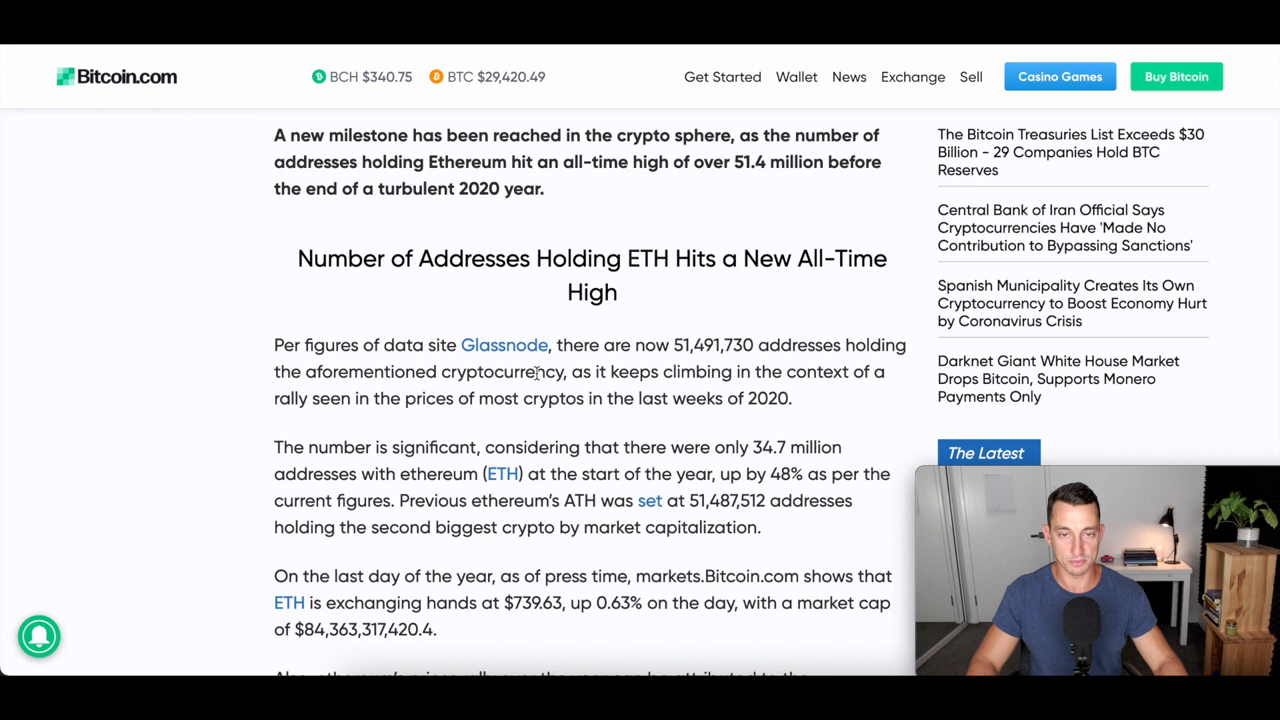 Bitcoin.com
BCH $340.75
BTC $29,420.49
Get Started
Wallet
News
Exchange
Sell
Casino Games
Buy Bitcoin
A new milestone has been reached in the crypto sphere, as the number of
addresses holding Ethereum hit an all-time high of over 51.4 million before
the end of a turbulent 2020 year.
Number of Addresses Holding ETH Hits a New All-Time
High
Per figures of data site Glassnode, there are now 51,491,730 addresses holding
the aforementioned cryptocurrency, as it keeps climbing in the context of a
rally seen in the prices of most cryptos in the last weeks of 2020.
The number is significant, considering that there were only 34.7 million
addresses with ethereum (ETH) at the start of the year, up by 48% as per the
current figures. Previous ethereum's ATH was set at 51,487,512 addresses
holding the second biggest crypto by market capitalization.
On the last day of the year, as of press time, markets.Bitcoin.com shows that
ETH is exchanging hands at $739.63, up 0.63% on the day, with a market cap
of $84,363,317,420.4.
The Bitcoin Treasuries List Exceeds $30
Billion - 29 Companies Hold BTC
Reserves
Central Bank of Iran Official Says
Cryptocurrencies Have 'Made No
Contribution to Bypassing Sanctions'
Spanish Municipality Creates Its Own
Cryptocurrency to Boost Economy Hurt
by Coronavirus Crisis
Darknet Giant White House Market
Drops Bitcoin, Supports Monero
Payments Only
The Latest